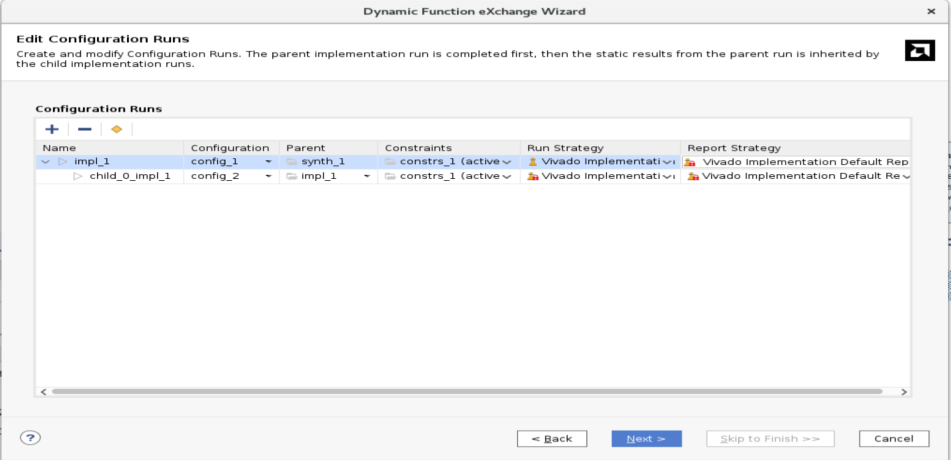 Dynamic Function eXchange Wizard
Edit Configuration Runs
Create and modify Configuration Runs. The parent implementation run is completed first, then the static results from the parent run is inherited by
the child implementation runs.
Configuration Runs
Name Configuration Parent Constraints Run Strategy Report Strategy
impl_1 config_1 synth_1 constrs_1 (active Vivado Implementati Vivado Implementation Default Rep
child_0_impl_1 config_2 impl_1 constrs_1 (active Vivado Implementati Vivado Implementation Default Re
? < Back Next > Skip to Finish >> Cancel